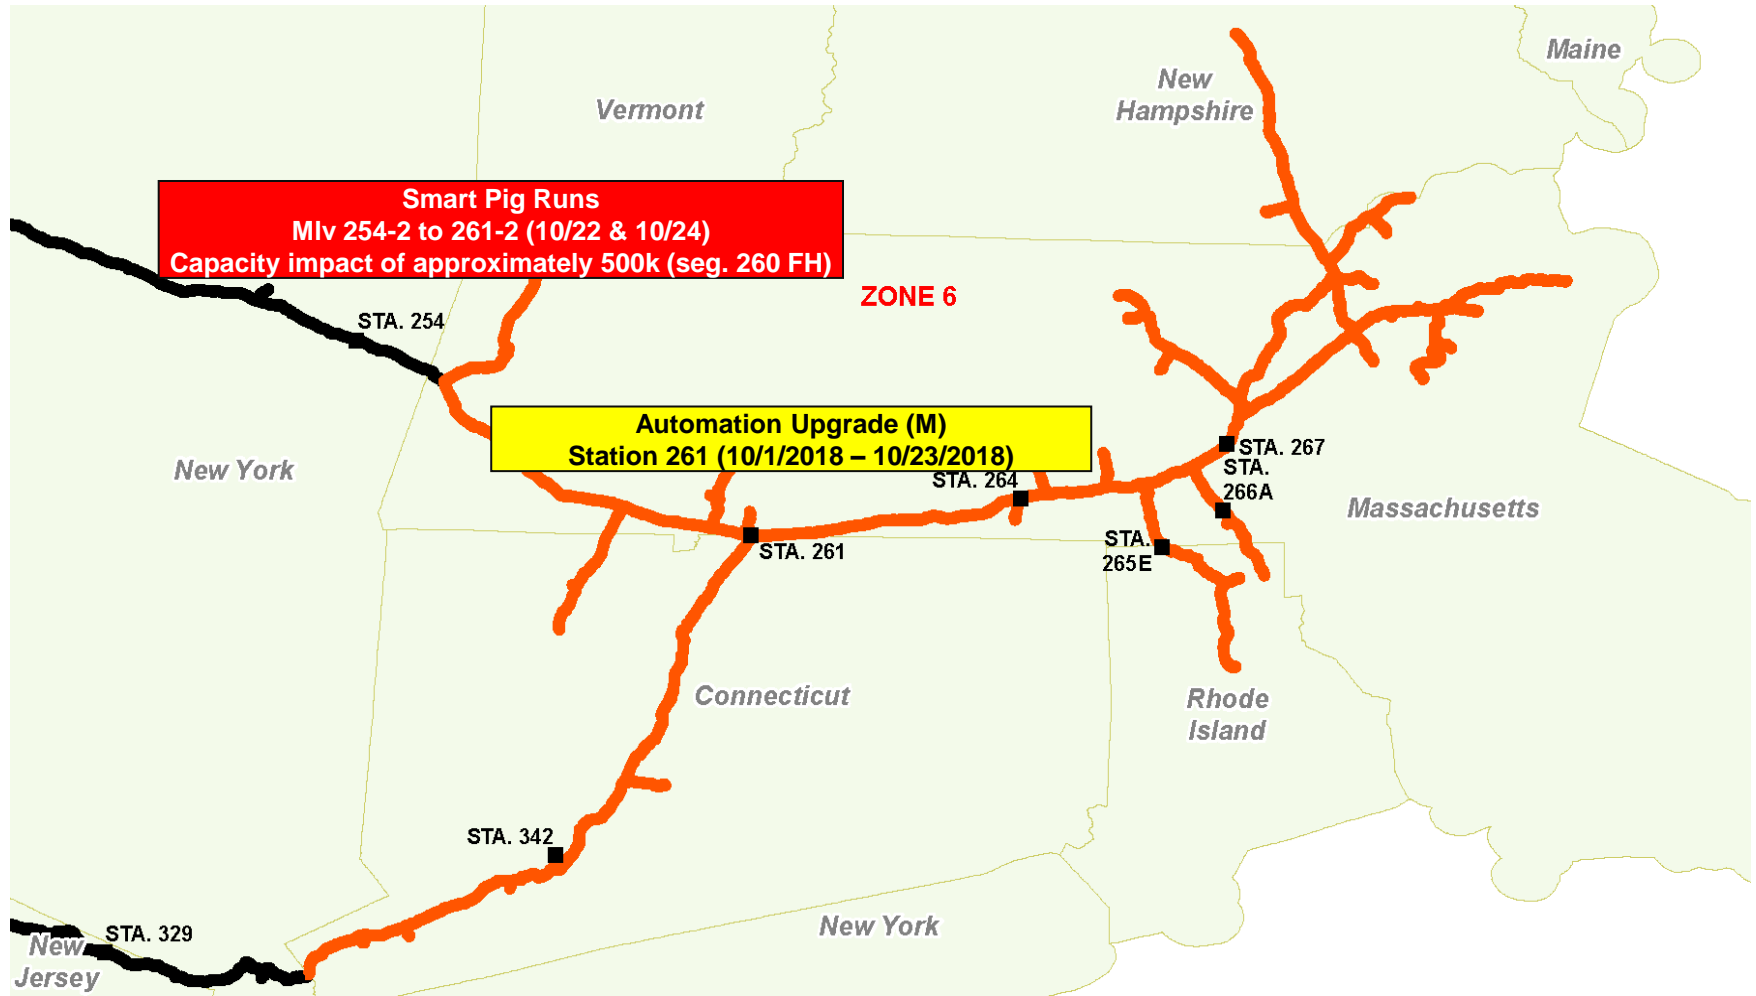 Maine
New
Hampshire
Vermont
Smart Pig Runs
Mlv 254-2 to 261-2 (10/22 & 10/24)
Capacity impact of approximately 500k (seg. 260 FH)
ZONE 6
STA. 254
Automation Upgrade (M)
Station 261 (10/1/2018 – 10/23/2018)
New York
STA. 267
STA.
266A
STA. 264
Massachusetts
STA. 261
STA.
265E
Connecticut
Rhode
Island
STA. 342
New York
STA. 329
New
Jersey